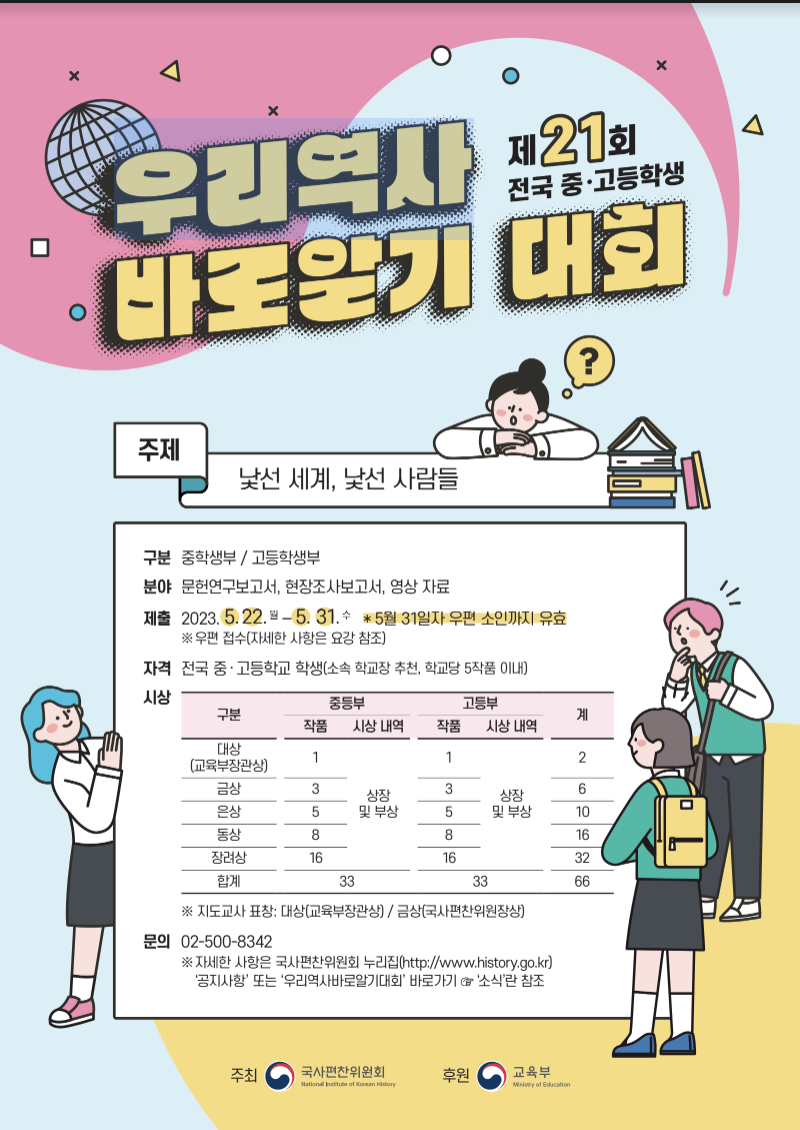 제21회
전국 중·고등학생
우리역사
바로알기 대회
?
주제
낯선 세계, 낯선 사람들
구분 중학생부 / 고등학생부
분야 문헌연구보고서, 현장조사보고서, 영상 자료
제출 2023. 5. 22. 월 – 5. 31. 수 * 5월 31일자 우편 소인까지 유효
※ 우편 접수(자세한 사항은 요강 참조)
자격 전국 중·고등학교 학생(소속 학교장 추천, 학교당 5작품 이내)
시상
구분 중등부 고등부 계
작품 시상 내역 작품 시상 내역
대상
(교육부장관상) 1 1 2
금상 3 3 6
상장 상장
및 부상 및 부상
은상 5 5 10
동상 8 8 16
장려상 16 16 32
합계 33 33 66
※ 지도교사 표창: 대상(교육부장관상) / 금상(국사편찬위원장상)
문의 02-500-8342
※ 자세한 사항은 국사편찬위원회 누리집(http://www.history.go.kr)
‘공지사항’ 또는 ‘우리역사바로알기대회’ 바로가기 ☞ ‘소식’란 참조
주최 국사편찬위원회
National Institute of Korean History
후원 교육부
Ministry of Education